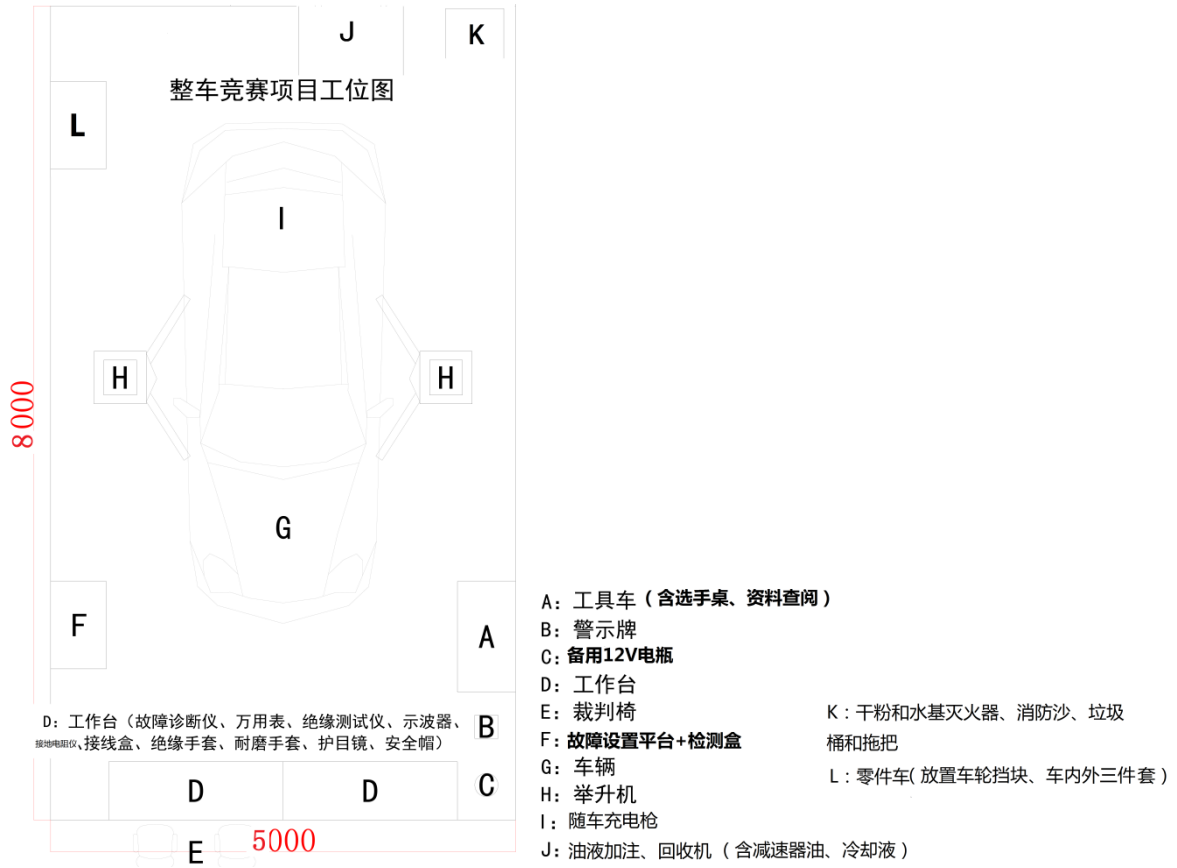 J
K
整车竞赛项目工位图
L
I
H
H
8000
G
F
A
A: 工具车（含选手桌、资料查阅）
B: 警示牌
C: 备用12V电瓶
D: 工作台
E: 裁判椅
F: 故障设置平台+检测盒
G: 车辆
H: 举升机
I: 随车充电枪
J: 油液加注、回收机（含减速器油、冷却液）
K：干粉和水基灭火器、消防沙、垃圾
桶和拖把
L：零件车( 放置车轮挡块、车内外三件套 )
D: 工作台（故障诊断仪、万用表、绝缘测试仪、示波器、
接地电阻仪、接线盒、绝缘手套、耐磨手套、护目镜、安全帽）
B
D
D
C
E
5000